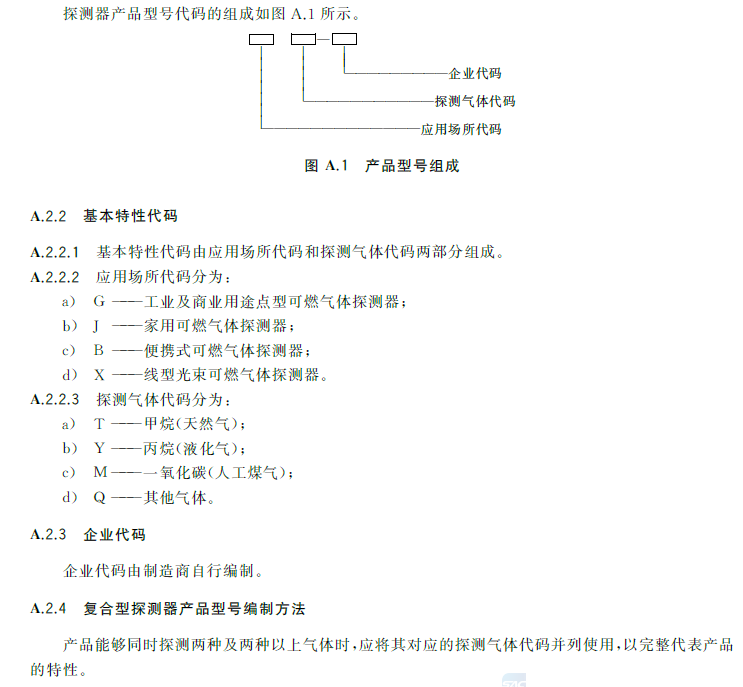 探测器产品型号代码的组成如图 A.1 所示。
企业代码
探测气体代码
应用场所代码
图 A.1 产品型号组成
A.2.2 基本特性代码
A.2.2.1 基本特性代码由应用场所代码和探测气体代码两部分组成。
A.2.2.2 应用场所代码分为：
a) G ——工业及商业用途点型可燃气体探测器；
b) J ——家用可燃气体探测器；
c) B ——便携式可燃气体探测器；
d) X ——线型光束可燃气体探测器。
A.2.2.3 探测气体代码分为：
a) T ——甲烷(天然气)；
b) Y ——丙烷(液化气)；
c) M ——一氧化碳(人工煤气)；
d) Q ——其他气体。
A.2.3 企业代码
企业代码由制造商自行编制。
A.2.4 复合型探测器产品型号编制方法
产品能够同时探测两种及两种以上气体时，应将其对应的探测气体代码并列使用，以完整代表产品
的特性。